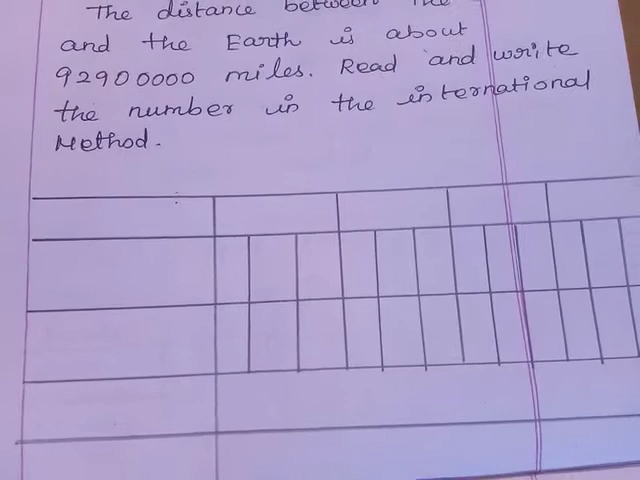 The distance between the
and the Earth is about
92900000 miles. Read and write
the number in the international
Method.